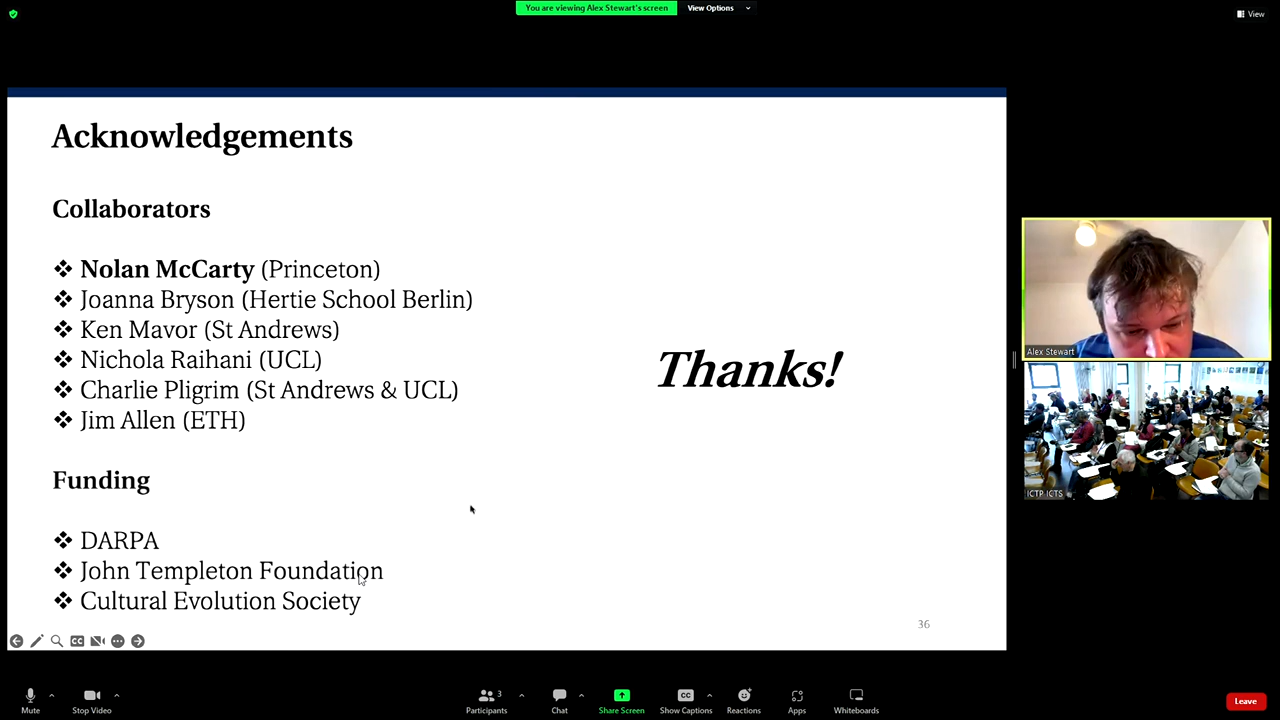 You are viewing Alex Stewart's screen View Options
View
Acknowledgements
Collaborators
❖ Nolan McCarty (Princeton)
❖ Joanna Bryson (Hertie School Berlin)
❖ Ken Mavor (St Andrews)
❖ Nichola Raihani (UCL)
❖ Charlie Pligrim (St Andrews & UCL)
❖ Jim Allen (ETH)
Thanks!
Funding
❖ DARPA
❖ John Templeton Foundation
❖ Cultural Evolution Society
36
Alex Stewart
ICTP ICTS
CC
Mute
Stop Video
Participants 3
Chat
Share Screen
CC
Show Captions
Reactions
Apps
Whiteboards
Leave